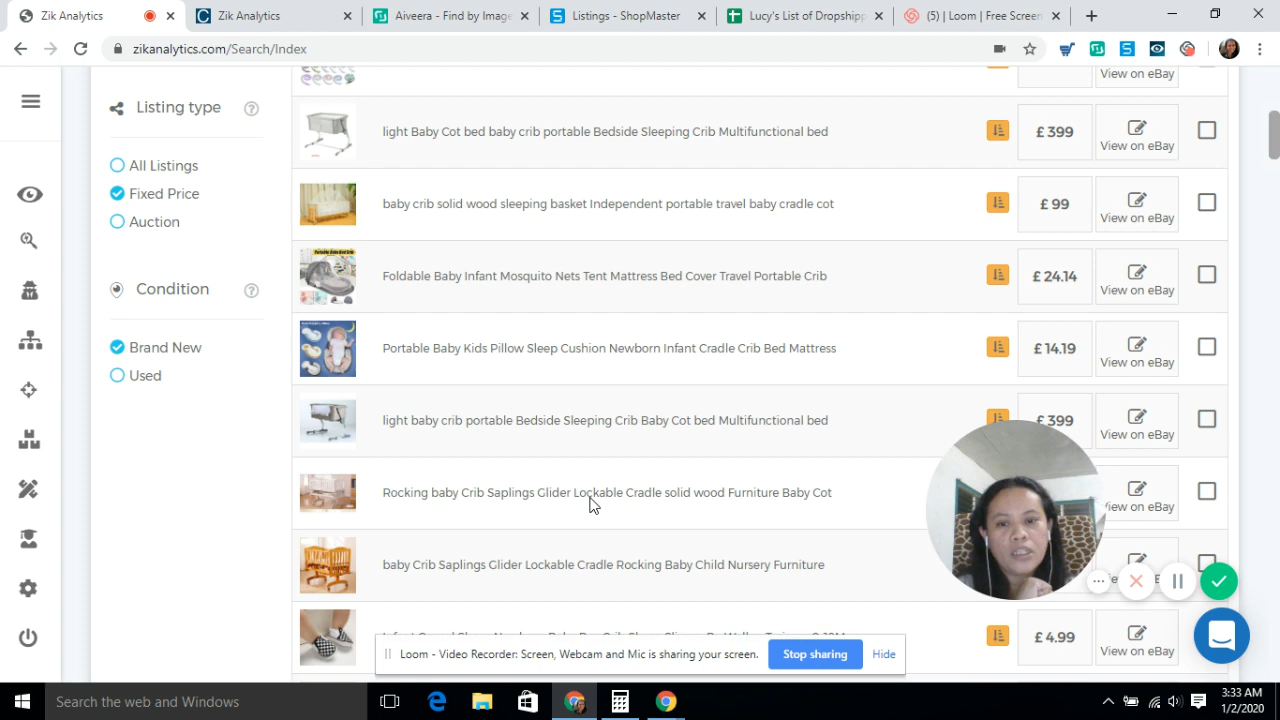 Zik Analytics
Zik Analytics
Aiveera - Find by Image
Listings - ShopMaster
Lucy's List of Dropshipp
(5) | Loom | Free Screen
zikanalytics.com/Search/Index
Listing type
View on eBay
light Baby Cot bed baby crib portable Bedside Sleeping Crib Multifunctional bed
£ 399
View on eBay
All Listings
Fixed Price
baby crib solid wood sleeping basket Independent portable travel baby cradle cot
£ 99
View on eBay
Auction
Foldable Baby Infant Mosquito Nets Tent Mattress Bed Cover Travel Portable Crib
£ 24.14
View on eBay
Condition
Brand New
Portable Baby Kids Pillow Sleep Cushion Newborn Infant Cradle Crib Bed Mattress
£ 14.19
View on eBay
Used
light baby crib portable Bedside Sleeping Crib Baby Cot bed Multifunctional bed
£ 399
View on eBay
Rocking baby Crib Saplings Glider Lockable Cradle solid wood Furniture Baby Cot
View on eBay
baby Crib Saplings Glider Lockable Cradle Rocking Baby Child Nursery Furniture
£ 4.99
View on eBay
Loom - Video Recorder: Screen, Webcam and Mic is sharing your screen.
Stop sharing
Hide
Search the web and Windows
3:33 AM
1/2/2020